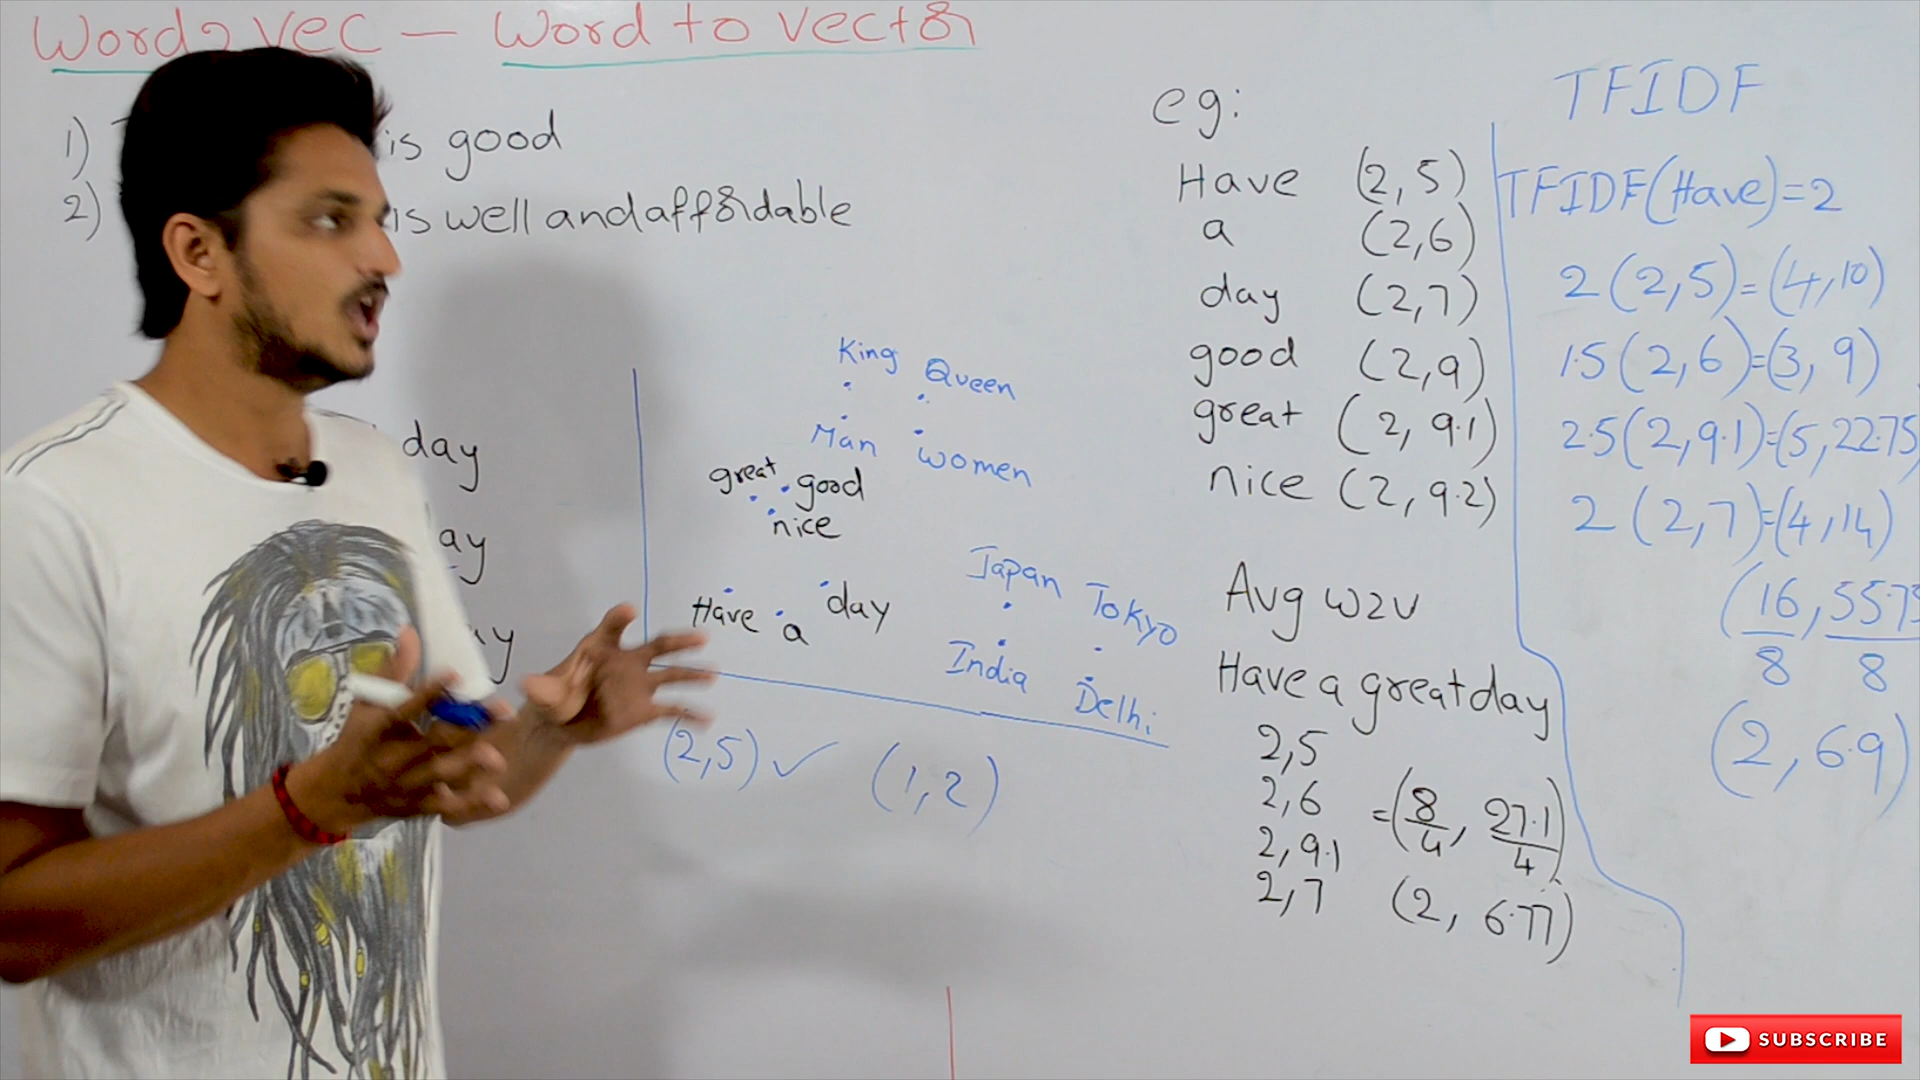 Word2VEC – Word to Vector
1) is good
2) is well and affordable
day
ay
ay
King Queen
Man women
great good
nice
Have a day
Japan Tokyo
India Delhi
(2,5) ✓ (1,2)
eg:
Have (2,5)
a (2,6)
day (2,7)
good (2,9)
great (2, 9.1)
nice (2, 9.2)
Avg W2V
Have a great day
2,5
2,6
2,9.1
2,7
=(8/4, 27.1/4)
(2, 6.77)
TFIDF
TFIDF(Have)=2
2(2,5)=(4,10)
1.5(2,6)=(3,9)
2.5(2,9.1)=(5,22.75)
2(2,7)=(4,14)
(16/8, 55.75/8
(2, 6.9)
SUBSCRIBE